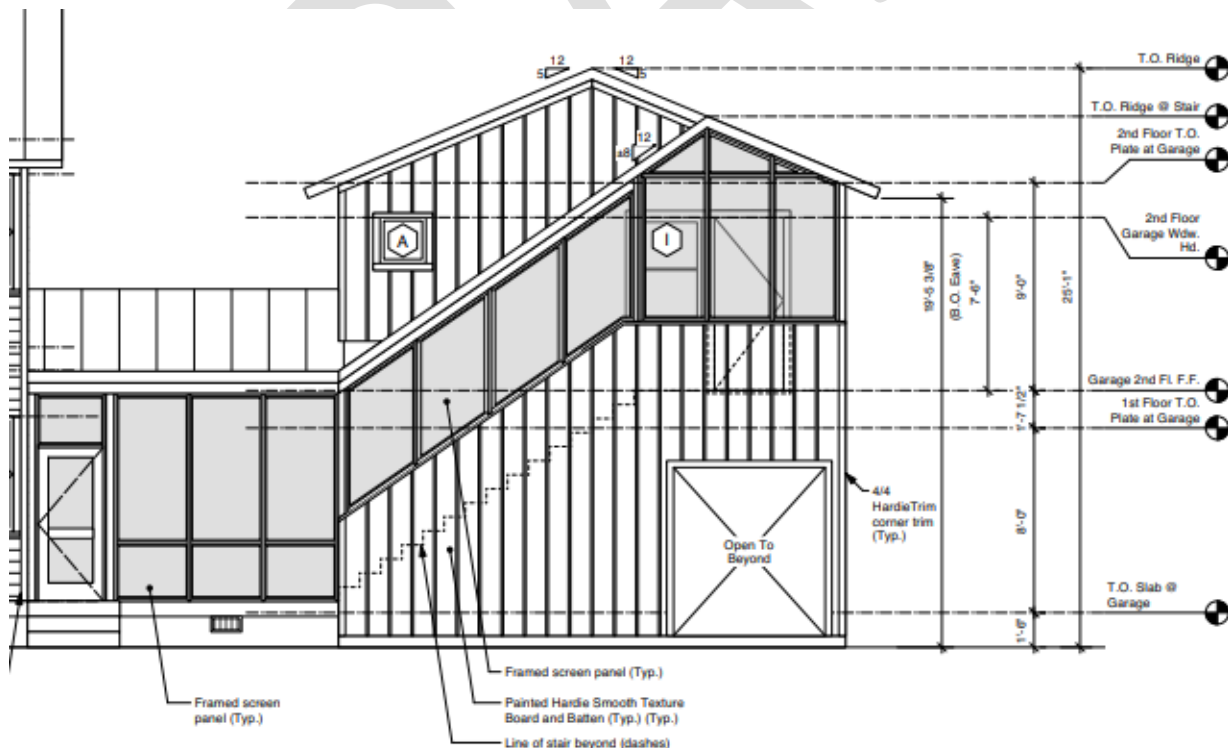 12
5
12
5
T.O. Ridge
T.O. Ridge @ Stair
2nd Floor T.O.
Plate at Garage
12
±8
2nd Floor
Garage Wdw.
Hd.
A
I
19'-5 3/8"
(B.O. Eave)
7'-6"
9'-0"
25'-1"
Garage 2nd Fl. F.F.
1'-7 1/2"
1st Floor T.O.
Plate at Garage
4/4
HardieTrim
corner trim
(Typ.)
8'-0"
Open To
Beyond
T.O. Slab @
Garage
1'-6"
Framed screen panel (Typ.)
Framed screen
panel (Typ.)
Painted Hardie Smooth Texture
Board and Batten (Typ.) (Typ.)
Line of stair beyond (dashes)